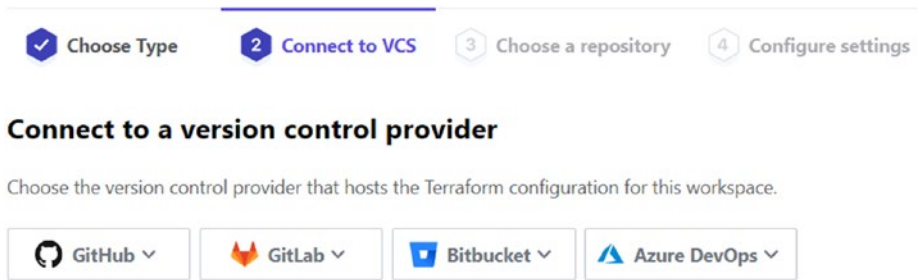 Choose Type 2 Connect to VCS 3 Choose a repository 4 Configure settings
Connect to a version control provider
Choose the version control provider that hosts the Terraform configuration for this workspace.
GitHub GitLab Bitbucket Azure DevOps